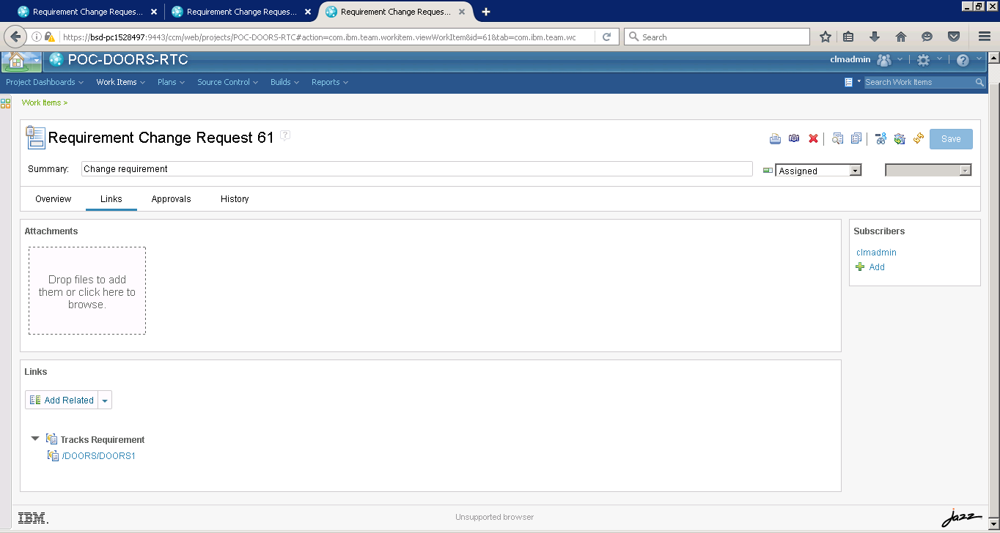 Requirement Change Reques...
Requirement Change Reques...
Requirement Change Reques...
https://bsd-pc1528497:9443/ccm/web/projects/POC-DOORS-RTC#action=com.ibm.team.workitem.viewWorkItem&id=61&tab=com.ibm.team.wc
Search
POC-DOORS-RTC
clmadmin
Project Dashboards
Work Items
Plans
Source Control
Builds
Reports
Search Work Items
Work Items >
Requirement Change Request 61
?
Save
Summary:
Change requirement
Assigned
Overview
Links
Approvals
History
Attachments
Drop files to add
them or click here to
browse.
Subscribers
clmadmin
Add
Links
Add Related
Tracks Requirement
/DOORS/DOORS1
IBM.
Unsupported browser
jazz